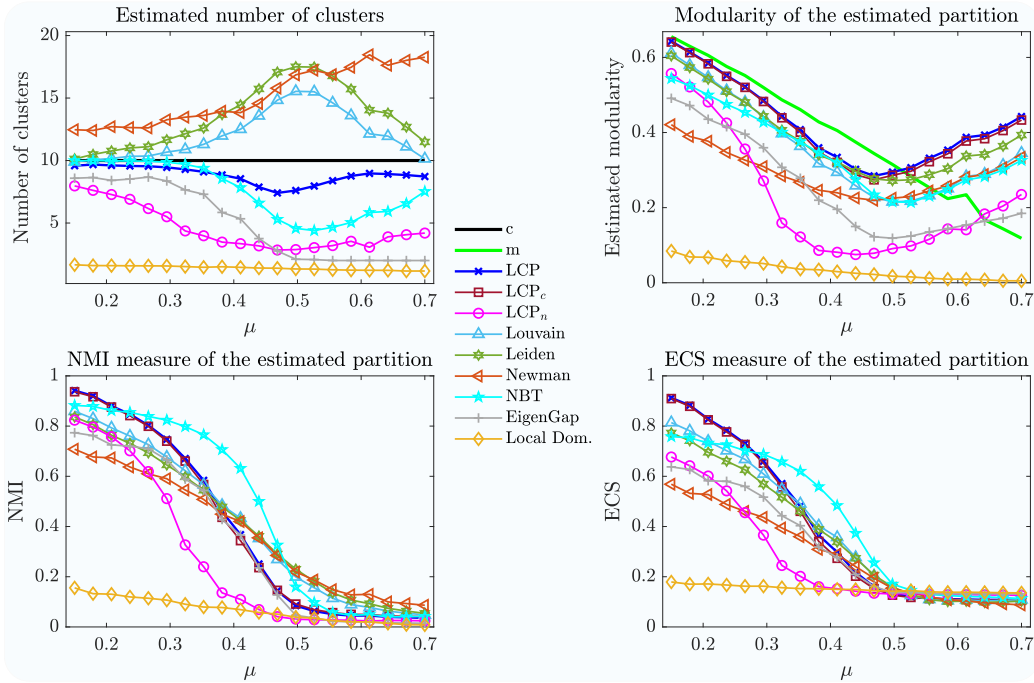 Estimated number of clusters
Number of clusters
20
15
10
5
0.2 0.3 0.4 0.5 0.6 0.7
μ
Modularity of the estimated partition
Estimated modularity
0.6
0.4
0.2
0
0.2 0.3 0.4 0.5 0.6 0.7
μ
c
m
LCP
LCP_c
LCP_n
Louvain
Leiden
Newman
NBT
EigenGap
Local Dom.
NMI measure of the estimated partition
NMI
1
0.8
0.6
0.4
0.2
0
0.2 0.3 0.4 0.5 0.6 0.7
μ
ECS measure of the estimated partition
ECS
1
0.8
0.6
0.4
0.2
0
0.2 0.3 0.4 0.5 0.6 0.7
μ